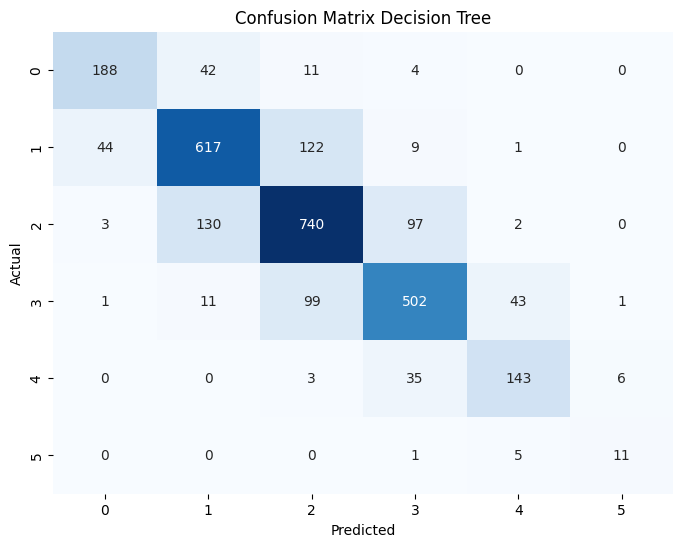 Confusion Matrix Decision Tree
0 188 42 11 4 0 0
1 44 617 122 9 1 0
2 3 130 740 97 2 0
3 1 11 99 502 43 1
4 0 0 3 35 143 6
5 0 0 0 1 5 11
0 1 2 3 4 5
Actual
Predicted